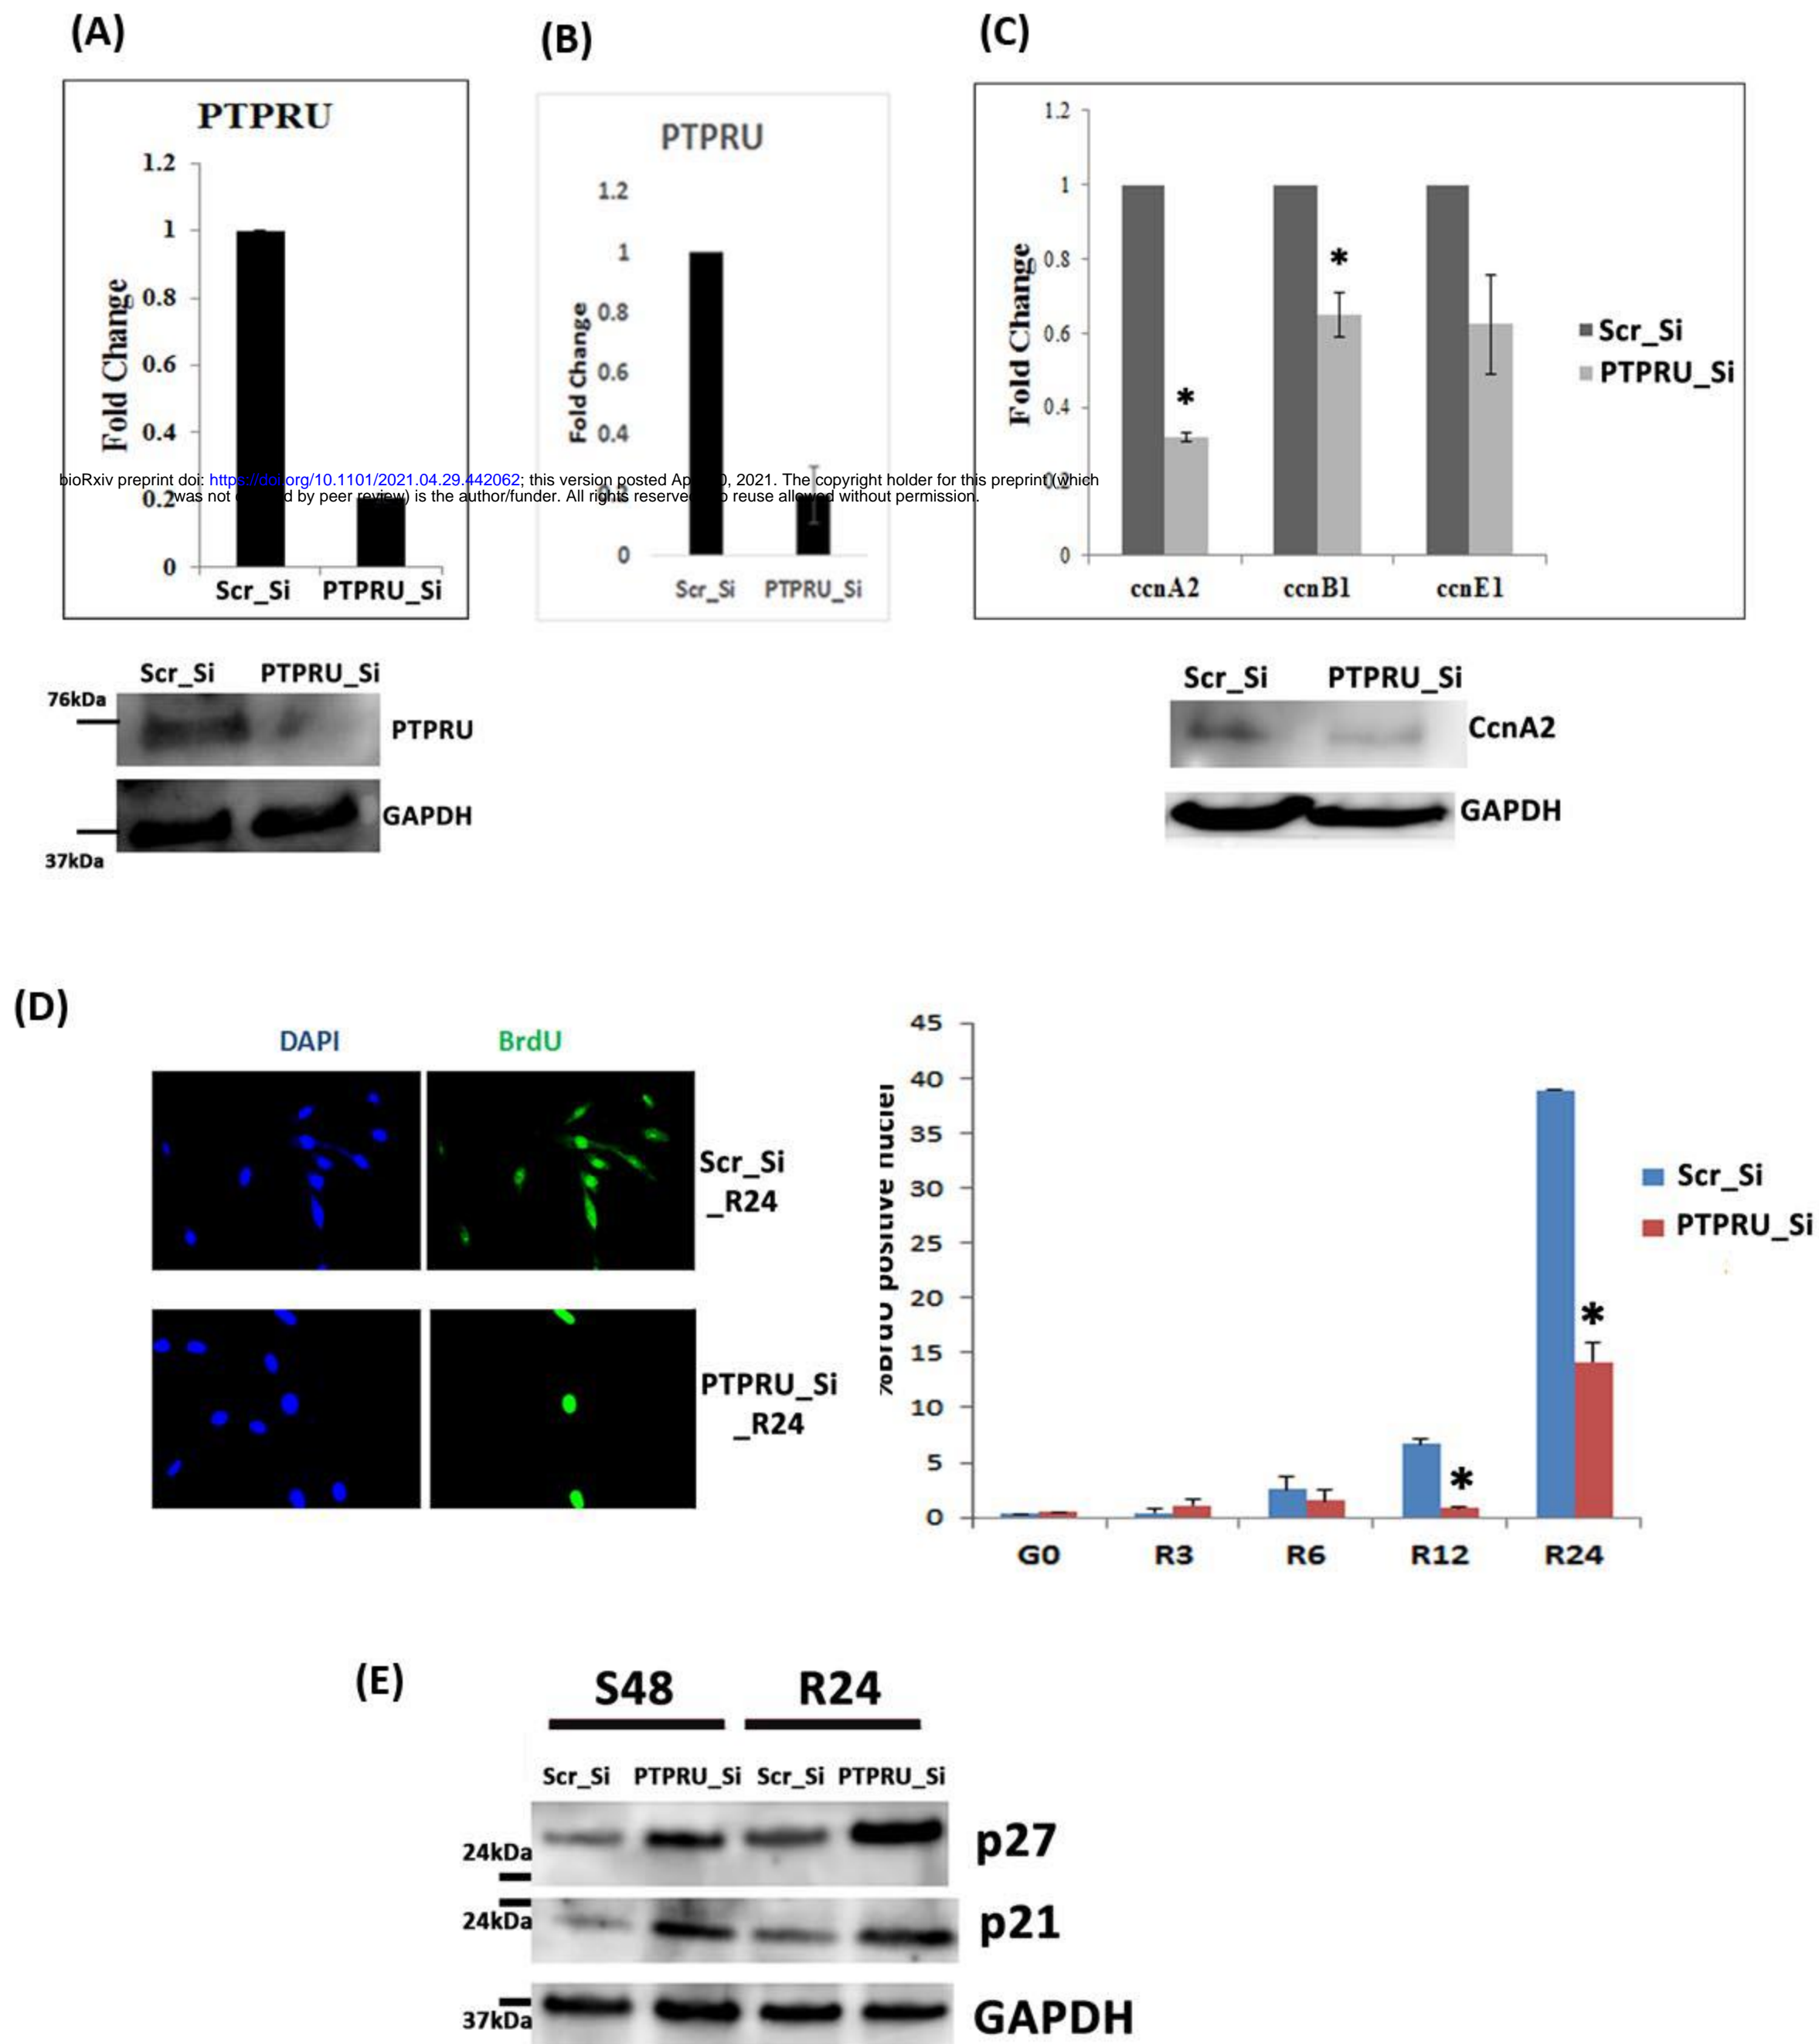 (A)
(B)
(C)
PTPRU
1.2
1
0.8
0.6
0.4
0.2
0
Fold Change
Scr_Si PTPRU_Si
PTPRU
1.2
1
0.8
0.6
0.4
0
Fold Change
Scr_Si PTPRU_Si
1.2
1
0.8
0.6
0.4
0
Fold Change
ccnA2 ccnB1 ccnE1
Scr_Si
PTPRU_Si
* *
bioRxiv preprint doi: https://doi.org/10.1101/2021.04.29.442062; this version posted 2021. The copyright holder for this preprint (which
was not by peer review) is the author/funder. All rights reserved reuse allowed without permission.
Scr_Si PTPRU_Si
76kDa
PTPRU
GAPDH
37kDa
Scr_Si PTPRU_Si
CcnA2
GAPDH
(D)
DAPI BrdU
Scr_Si
_R24
PTPRU_Si
_R24
45
40
35
30
25
20
15
10
5
0
%BrdU positive nuclei
G0 R3 R6 R12 R24
Scr_Si
PTPRU_Si
* *
(E)
S48 R24
Scr_Si PTPRU_Si Scr_Si PTPRU_Si
24kDa
p27
24kDa
p21
37kDa
GAPDH